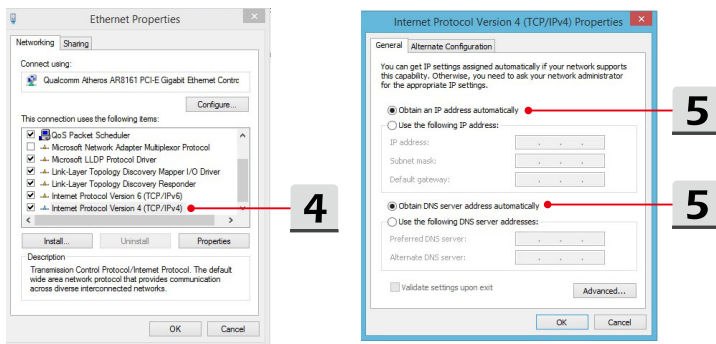 Ethernet Properties
Networking Sharing
Connect using:
Qualcomm Atheros AR8161 PCI-E Gigabit Ethernet Contrc
Configure...
This connection uses the following items:
QoS Packet Scheduler
Microsoft Network Adapter Multiplexor Protocol
Microsoft LLDP Protocol Driver
Link-Layer Topology Discovery Mapper I/O Driver
Link-Layer Topology Discovery Responder
Internet Protocol Version 6 (TCP/IPv6)
Internet Protocol Version 4 (TCP/IPv4)
4
Install... Uninstall Properties
Description
Transmission Control Protocol/Internet Protocol. The default
wide area network protocol that provides communication
across diverse interconnected networks.
OK Cancel
Internet Protocol Version 4 (TCP/IPv4) Properties
General Alternate Configuration
You can get IP settings assigned automatically if your network supports
this capability. Otherwise, you need to ask your network administrator
for the appropriate IP settings.
Obtain an IP address automatically
5
Use the following IP address:
IP address:
Subnet mask:
Default gateway:
Obtain DNS server address automatically
5
Use the following DNS server addresses:
Preferred DNS server:
Alternate DNS server:
Validate settings upon exit
Advanced...
OK Cancel